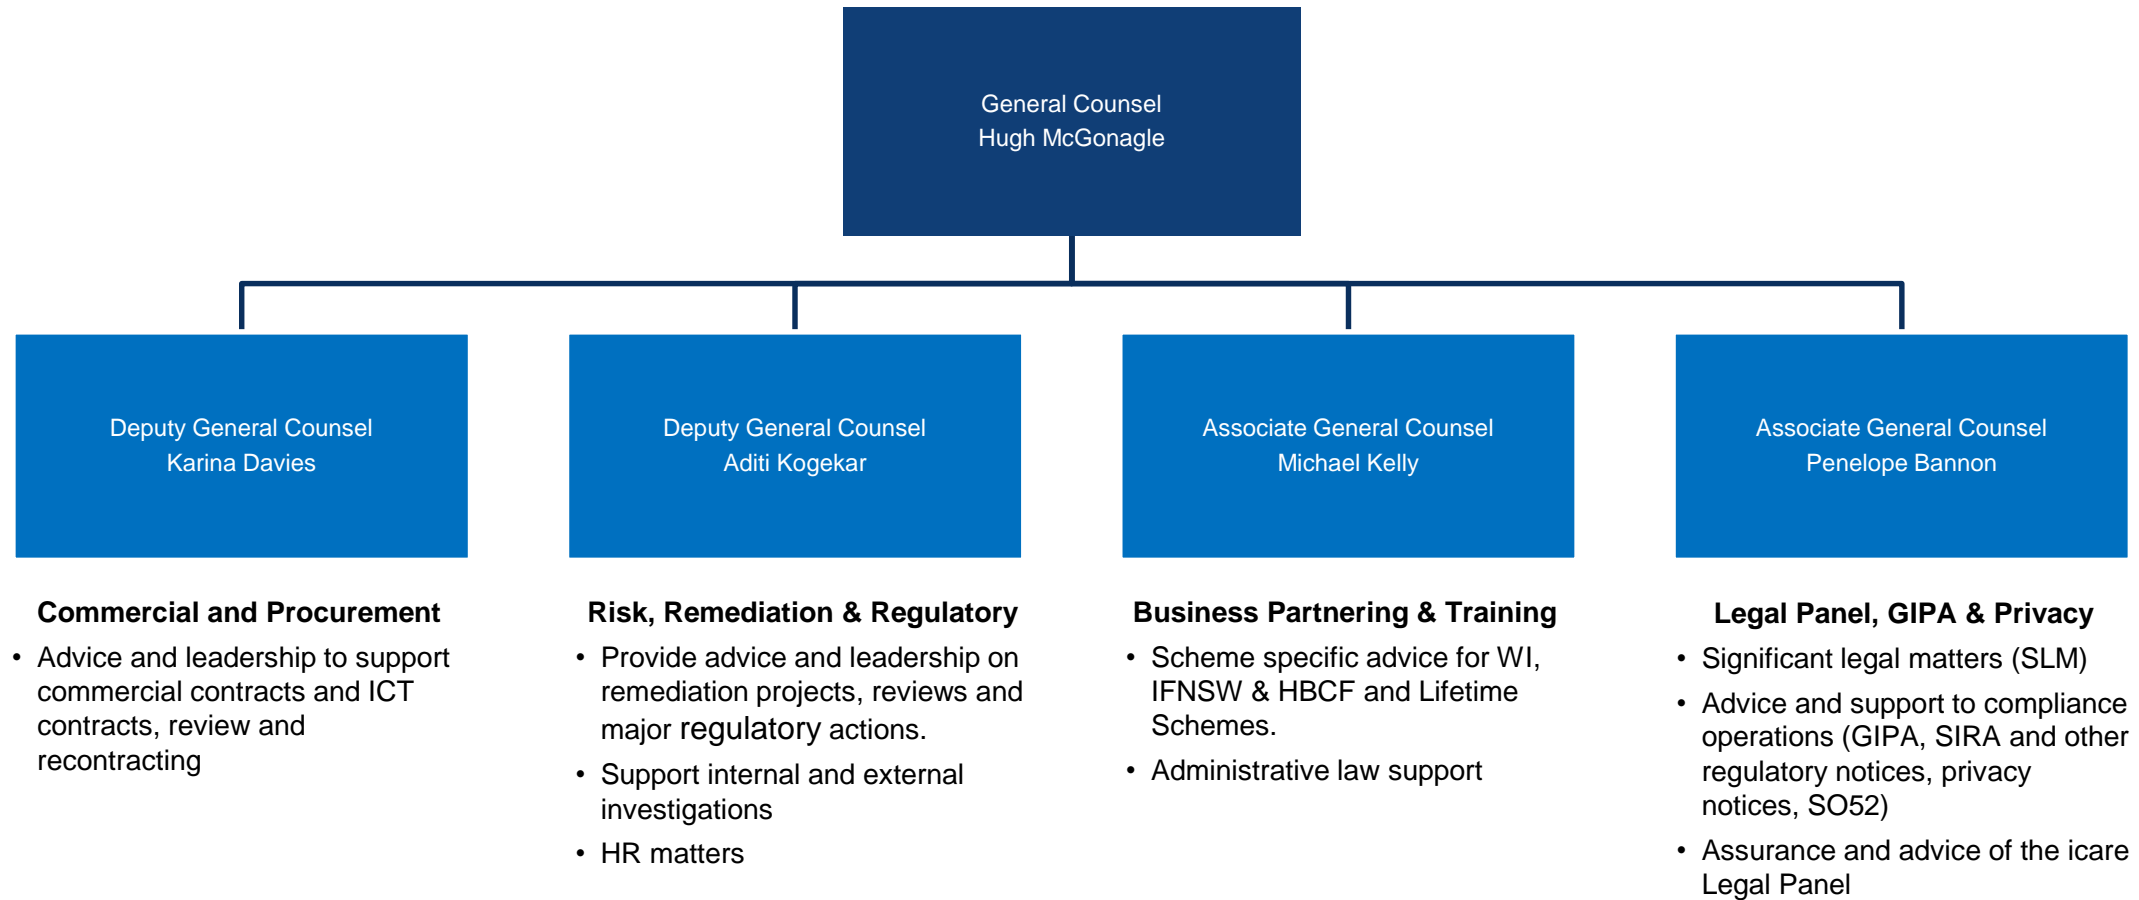 General Counsel
Hugh McGonagle
Deputy General Counsel
Karina Davies
Deputy General Counsel
Aditi Kogekar
Associate General Counsel
Michael Kelly
Associate General Counsel
Penelope Bannon
Commercial and Procurement
• Advice and leadership to support
commercial contracts and ICT
contracts, review and
recontracting
Risk, Remediation & Regulatory
• Provide advice and leadership on
remediation projects, reviews and
major regulatory actions.
• Support internal and external
investigations
• HR matters
Business Partnering & Training
• Scheme specific advice for WI,
IFNSW & HBCF and Lifetime
Schemes.
• Administrative law support
Legal Panel, GIPA & Privacy
• Significant legal matters (SLM)
• Advice and support to compliance
operations (GIPA, SIRA and other
regulatory notices, privacy
notices, SO52)
• Assurance and advice of the icare
Legal Panel